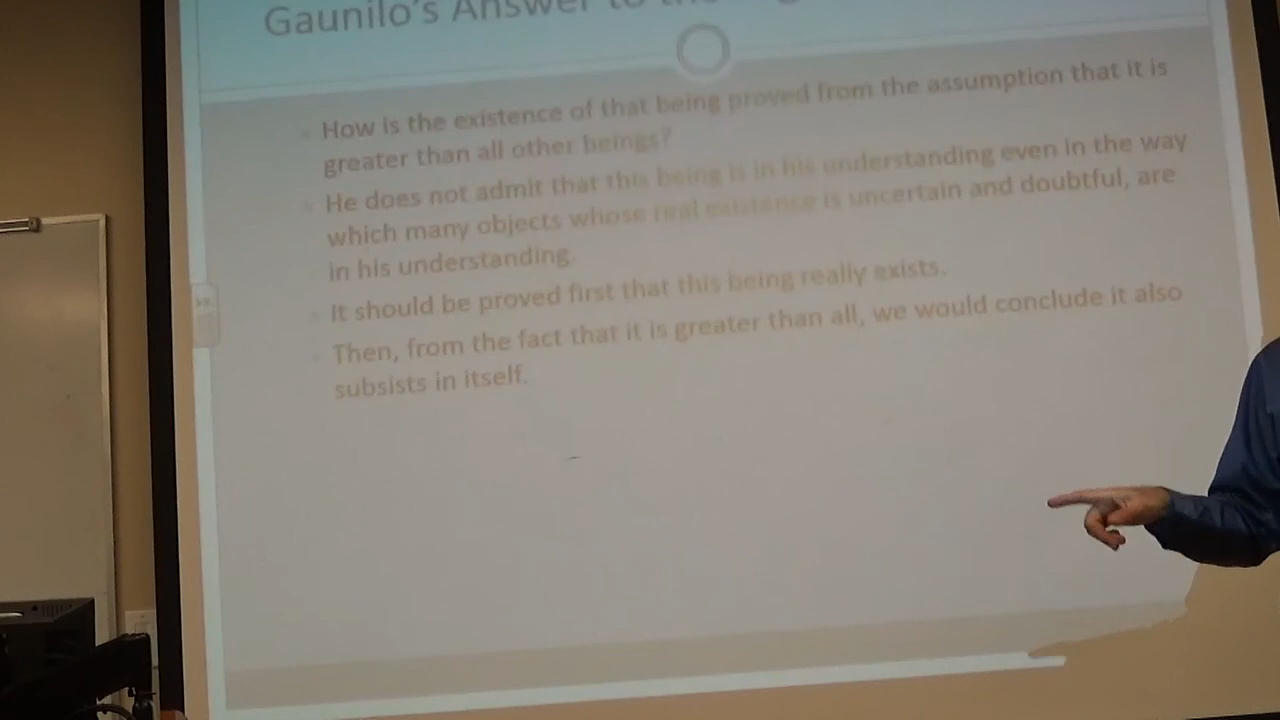 Gaunilo's Answer to the
How is the existence of that being proved from the assumption that it is
greater than all other beings?
He does not admit that this being is in his understanding even in the way
which many objects whose real existence is uncertain and doubtful, are
in his understanding.
It should be proved first that this being really exists.
Then, from the fact that it is greater than all, we would conclude it also
subsists in itself.